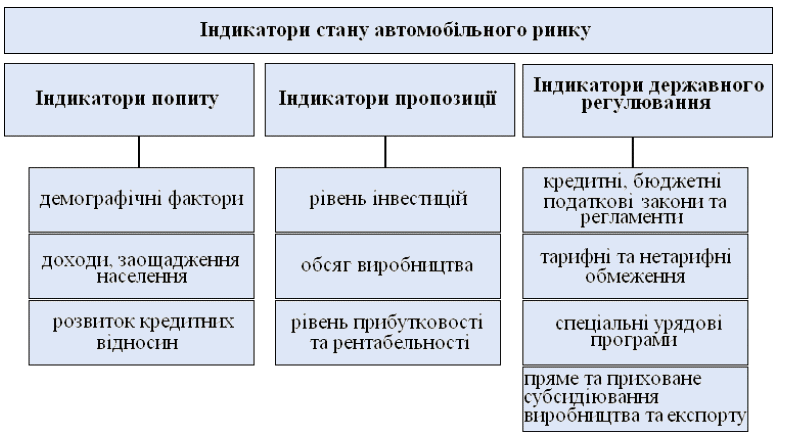 Індикатори стану автомобільного ринку
Індикатори попиту
демографічні фактори
доходи, заощадження
населення
розвиток кредитних
відносин
Індикатори пропозиції
рівень інвестицій
обсяг виробництва
рівень прибутковості
та рентабельності
Індикатори державного
регулювання
кредитні, бюджетні
податкові закони та
регламенти
тарифні та нетарифні
обмеження
спеціальні урядові
програми
пряме та приховане
субсидіювання
виробництва та експорту